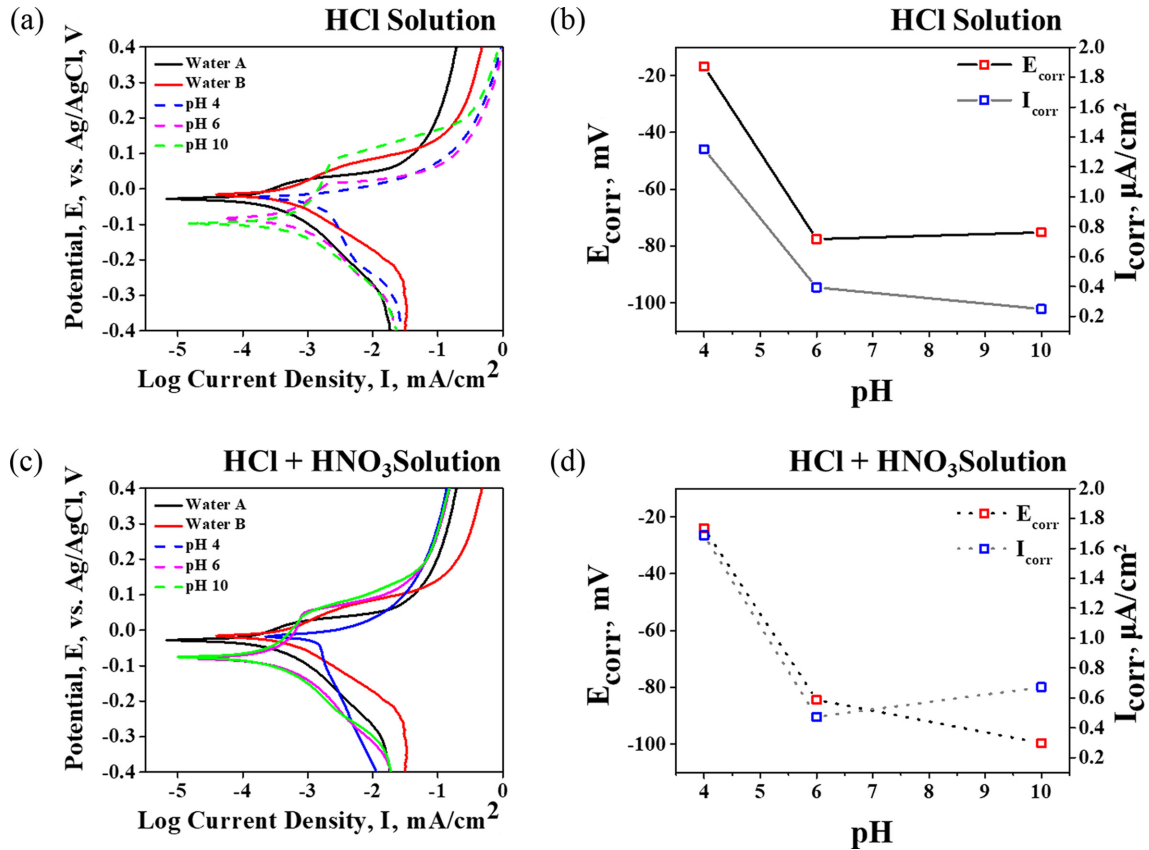 (a)
HCl Solution
0.4
0.3
0.2
0.1
0.0
-0.1
-0.2
-0.3
-0.4
Potential, E, vs. Ag/AgCl, V
Water A
Water B
pH 4
pH 6
pH 10
-5 -4 -3 -2 -1 0
Log Current Density, I, mA/cm²
(b)
HCl Solution
-20
-40
-60
-80
-100
Ecorr, mV
Ecorr
Icorr
2.0
1.8
1.6
1.4
1.2
1.0
0.8
0.6
0.4
0.2
Icorr, µA/cm²
4 5 6 7 8 9 10
pH
(c)
HCl + HNO₃Solution
0.4
0.3
0.2
0.1
0.0
-0.1
-0.2
-0.3
-0.4
Potential, E, vs. Ag/AgCl, V
Water A
Water B
pH 4
pH 6
pH 10
-5 -4 -3 -2 -1 0
Log Current Density, I, mA/cm²
(d)
HCl + HNO₃Solution
-20
-40
-60
-80
-100
Ecorr, mV
Ecorr
Icorr
2.0
1.8
1.6
1.4
1.2
1.0
0.8
0.6
0.4
0.2
Icorr, µA/cm²
4 5 6 7 8 9 10
pH